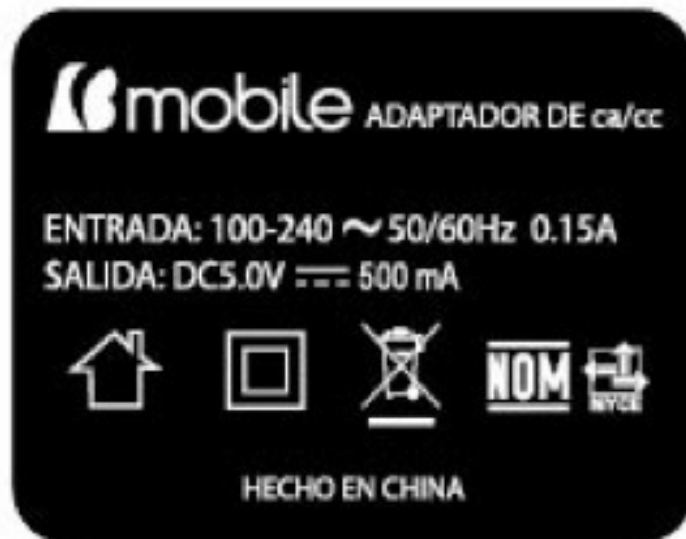 mobile ADAPTADOR DE ca/cc
ENTRADA: 100-240 ~ 50/60Hz 0.15A
SALIDA: DC5.0V ⎓ 500 mA
NOM NYCE
HECHO EN CHINA